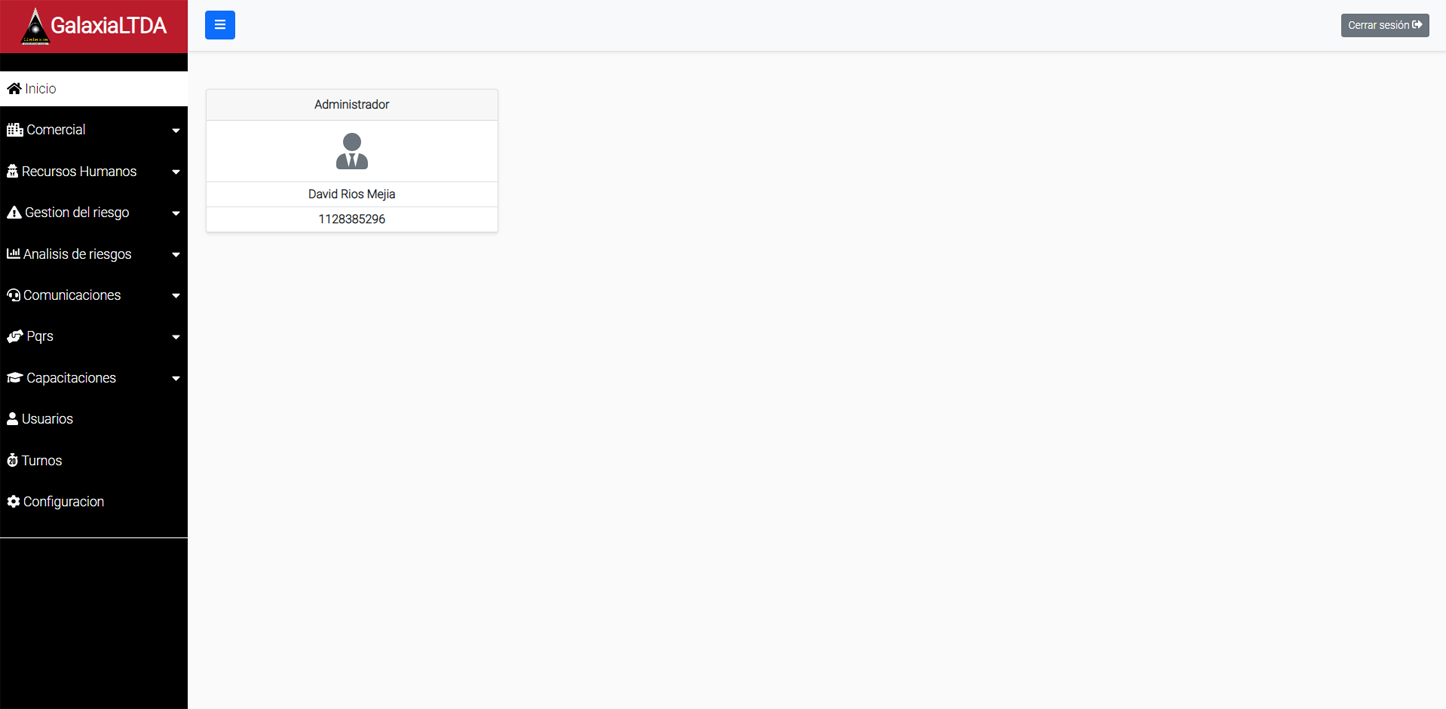 GalaxiaLTDA
Cerrar sesión
Inicio
Comercial
Recursos Humanos
Gestion del riesgo
Analisis de riesgos
Comunicaciones
Pqrs
Capacitaciones
Usuarios
Turnos
Configuracion
Administrador
David Rios Mejia
1128385296